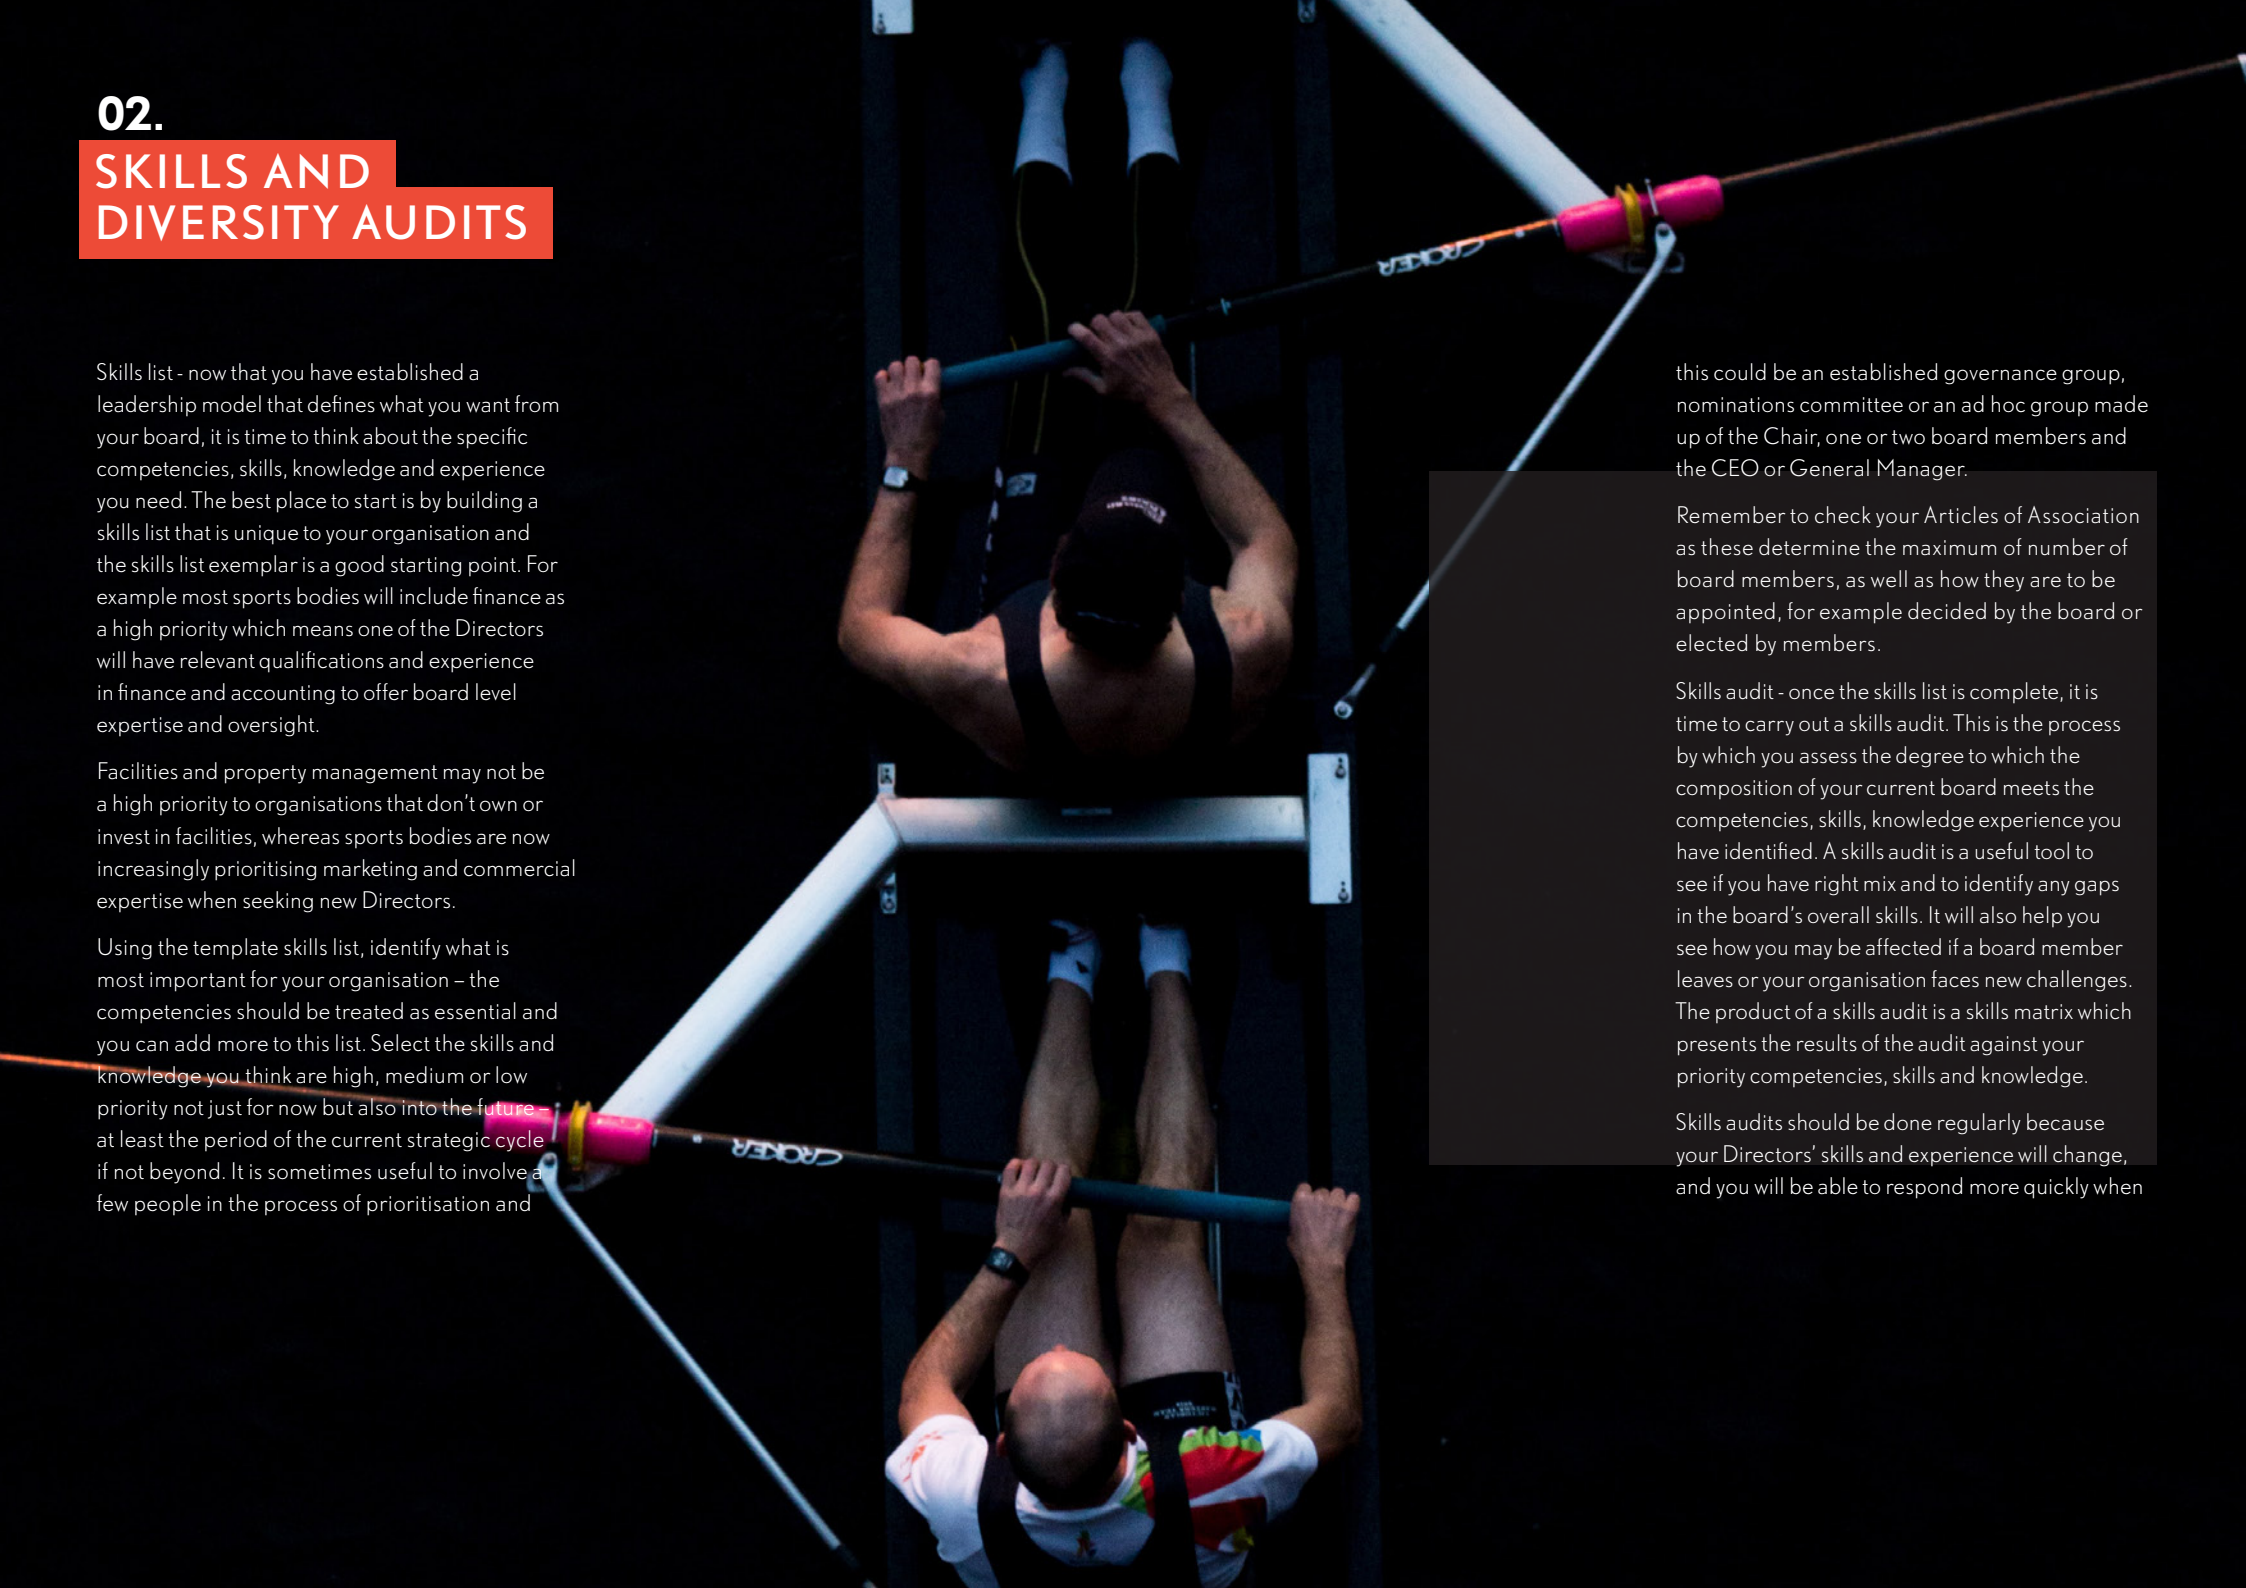 02.
SKILLS AND
DIVERSITY AUDITS
Skills list - now that you have established a
leadership model that defines what you want from
your board, it is time to think about the specific
competencies, skills, knowledge and experience
you need. The best place to start is by building a
skills list that is unique to your organisation and
the skills list exemplar is a good starting point. For
example most sports bodies will include finance as
a high priority which means one of the Directors
will have relevant qualifications and experience
in finance and accounting to offer board level
expertise and oversight.
Facilities and property management may not be
a high priority to organisations that don't own or
invest in facilities, whereas sports bodies are now
increasingly prioritising marketing and commercial
expertise when seeking new Directors.
Using the template skills list, identify what is
most important for your organisation – the
competencies should be treated as essential and
you can add more to this list. Select the skills and
knowledge you think are high, medium or low
priority not just for now but also into the future –
at least the period of the current strategic cycle
if not beyond. It is sometimes useful to involve a
few people in the process of prioritisation and
this could be an established governance group,
nominations committee or an ad hoc group made
up of the Chair, one or two board members and
the CEO or General Manager.
Remember to check your Articles of Association
as these determine the maximum of number of
board members, as well as how they are to be
appointed, for example decided by the board or
elected by members.
Skills audit - once the skills list is complete, it is
time to carry out a skills audit. This is the process
by which you assess the degree to which the
composition of your current board meets the
competencies, skills, knowledge experience you
have identified. A skills audit is a useful tool to
see if you have right mix and to identify any gaps
in the board's overall skills. It will also help you
see how you may be affected if a board member
leaves or your organisation faces new challenges.
The product of a skills audit is a skills matrix which
presents the results of the audit against your
priority competencies, skills and knowledge.
Skills audits should be done regularly because
your Directors' skills and experience will change,
and you will be able to respond more quickly when
CROKER
CROKER